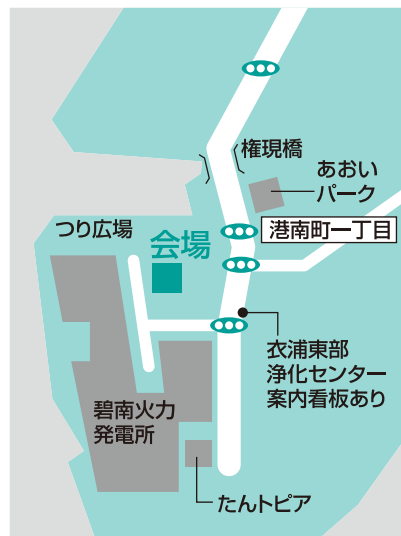 権現橋
あおい
パーク
つり広場
会場
港南町一丁目
衣浦東部
浄化センター
案内看板あり
碧南火力
発電所
たんトピア